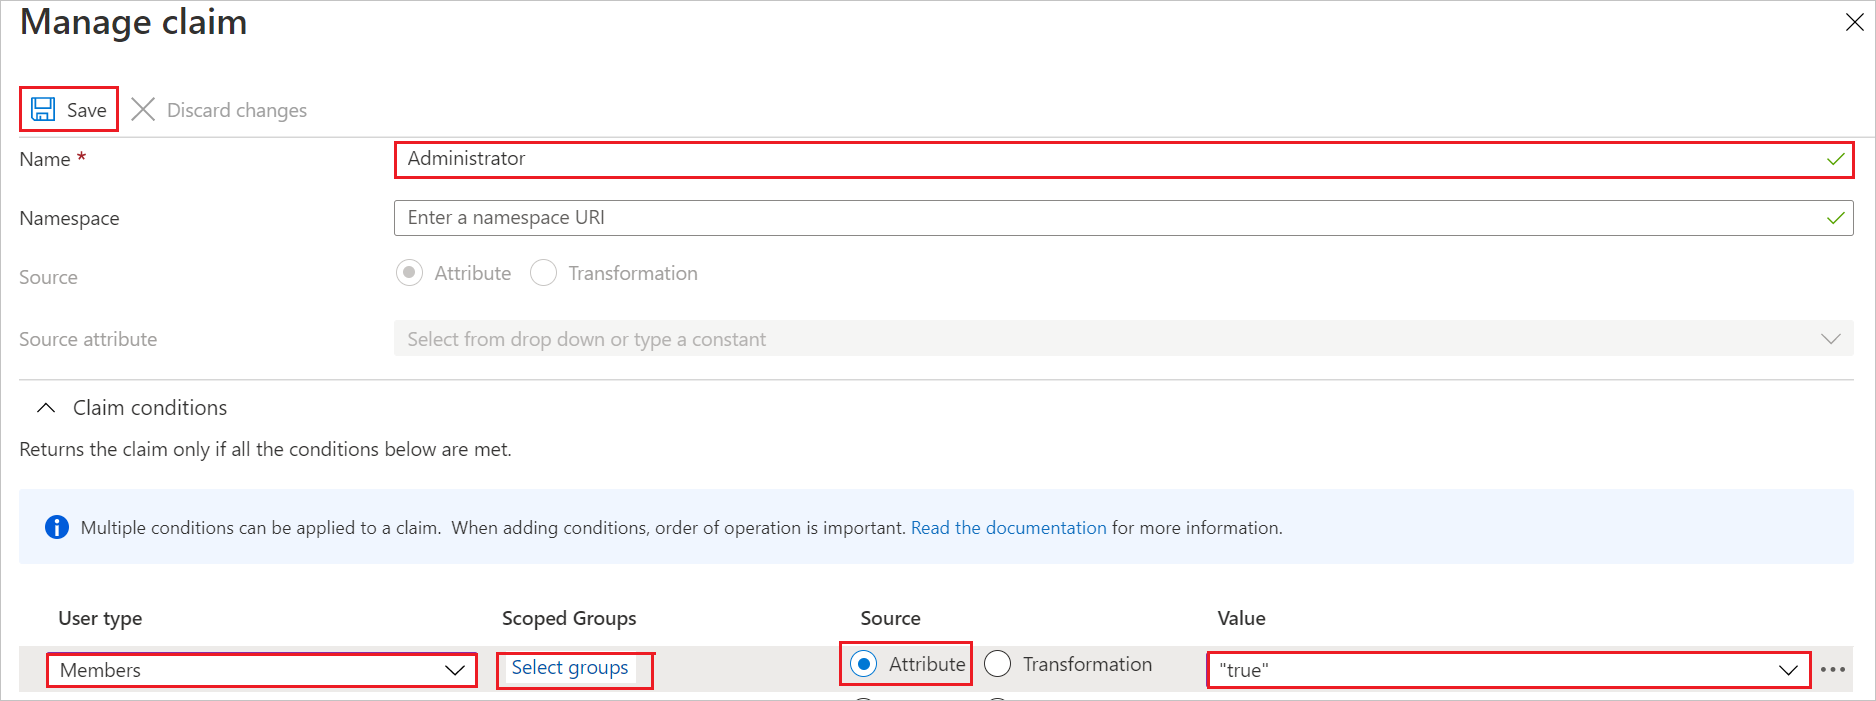 Manage claim
Save Discard changes
Name * Administrator
Namespace Enter a namespace URI
Source Attribute Transformation
Source attribute Select from drop down or type a constant
Claim conditions
Returns the claim only if all the conditions below are met.
Multiple conditions can be applied to a claim. When adding conditions, order of operation is important. Read the documentation for more information.
User type Scoped Groups Source Value
Members Select groups Attribute Transformation "true"